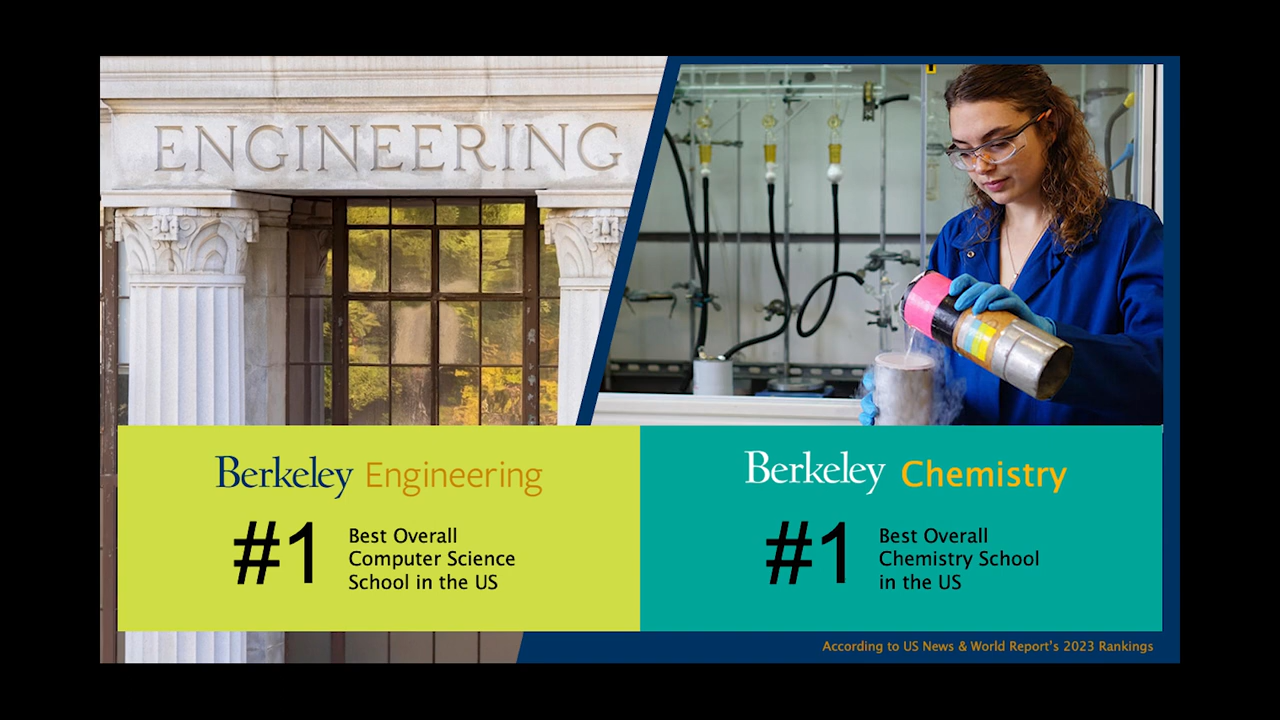 ENGINEERING
Berkeley Engineering
#1
Best Overall
Computer Science
School in the US
Berkeley Chemistry
#1
Best Overall
Chemistry School
in the US
According to US News & World Report's 2023 Rankings